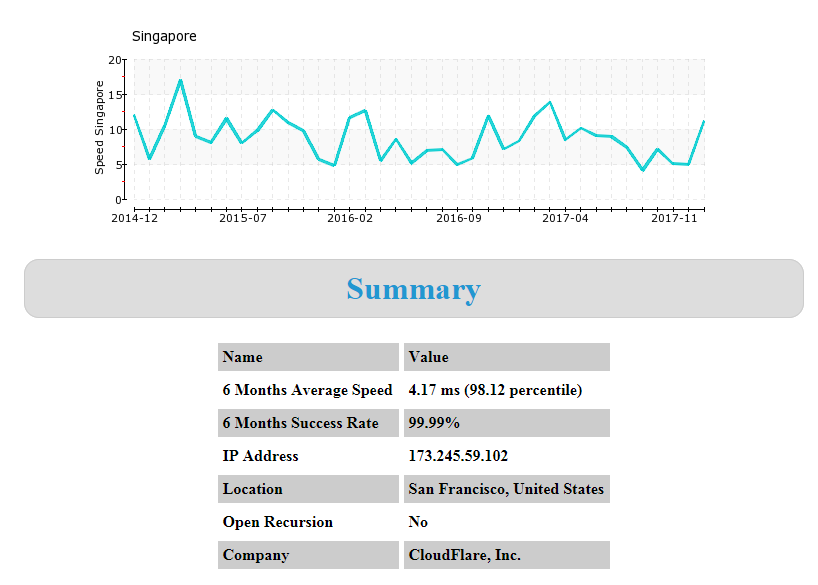 Singapore
20
15
10
5
0
Speed Singapore
2014-12 2015-07 2016-02 2016-09 2017-04 2017-11
Summary
Name Value
6 Months Average Speed 4.17 ms (98.12 percentile)
6 Months Success Rate 99.99%
IP Address 173.245.59.102
Location San Francisco, United States
Open Recursion No
Company CloudFlare, Inc.